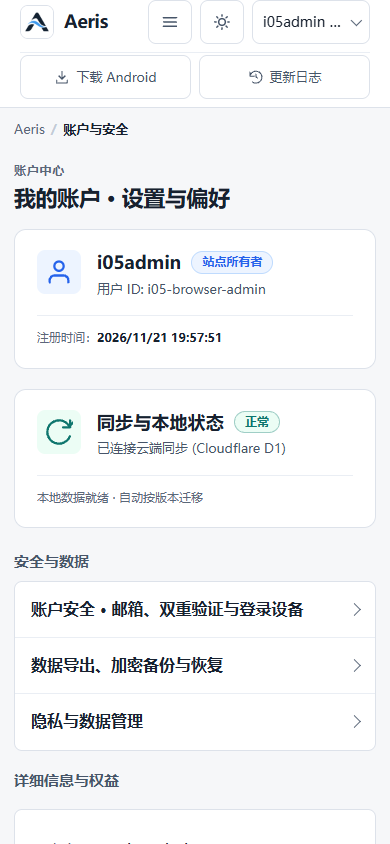 Aeris
i05admin ...
下载 Android
更新日志
Aeris / 账户与安全
账户中心
我的账户 • 设置与偏好
i05admin 站点所有者
用户 ID: i05-browser-admin
注册时间： 2026/11/21 19:57:51
同步与本地状态 正常
已连接云端同步 (Cloudflare D1)
本地数据就绪 · 自动按版本迁移
安全与数据
账户安全 • 邮箱、双重验证与登录设备
数据导出、加密备份与恢复
隐私与数据管理
详细信息与权益